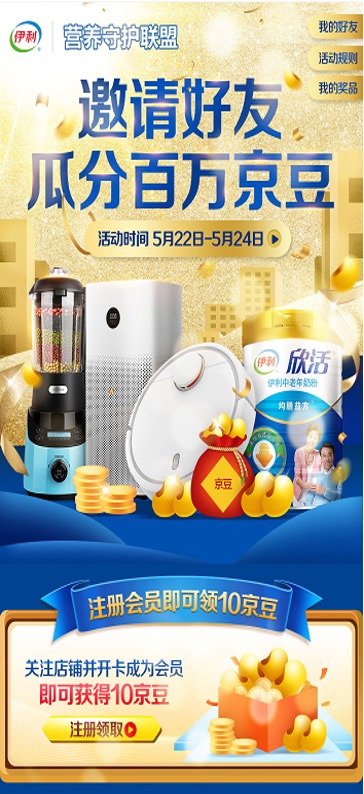 伊利
营养守护联盟
我的好友
活动规则
我的奖品
邀请好友
瓜分百万京豆
活动时间 5月22日-5月24日
伊利
欣活
伊利中老年奶粉
京豆
注册会员即可领10京豆
关注店铺并开卡成为会员
即可获得10京豆
注册领取